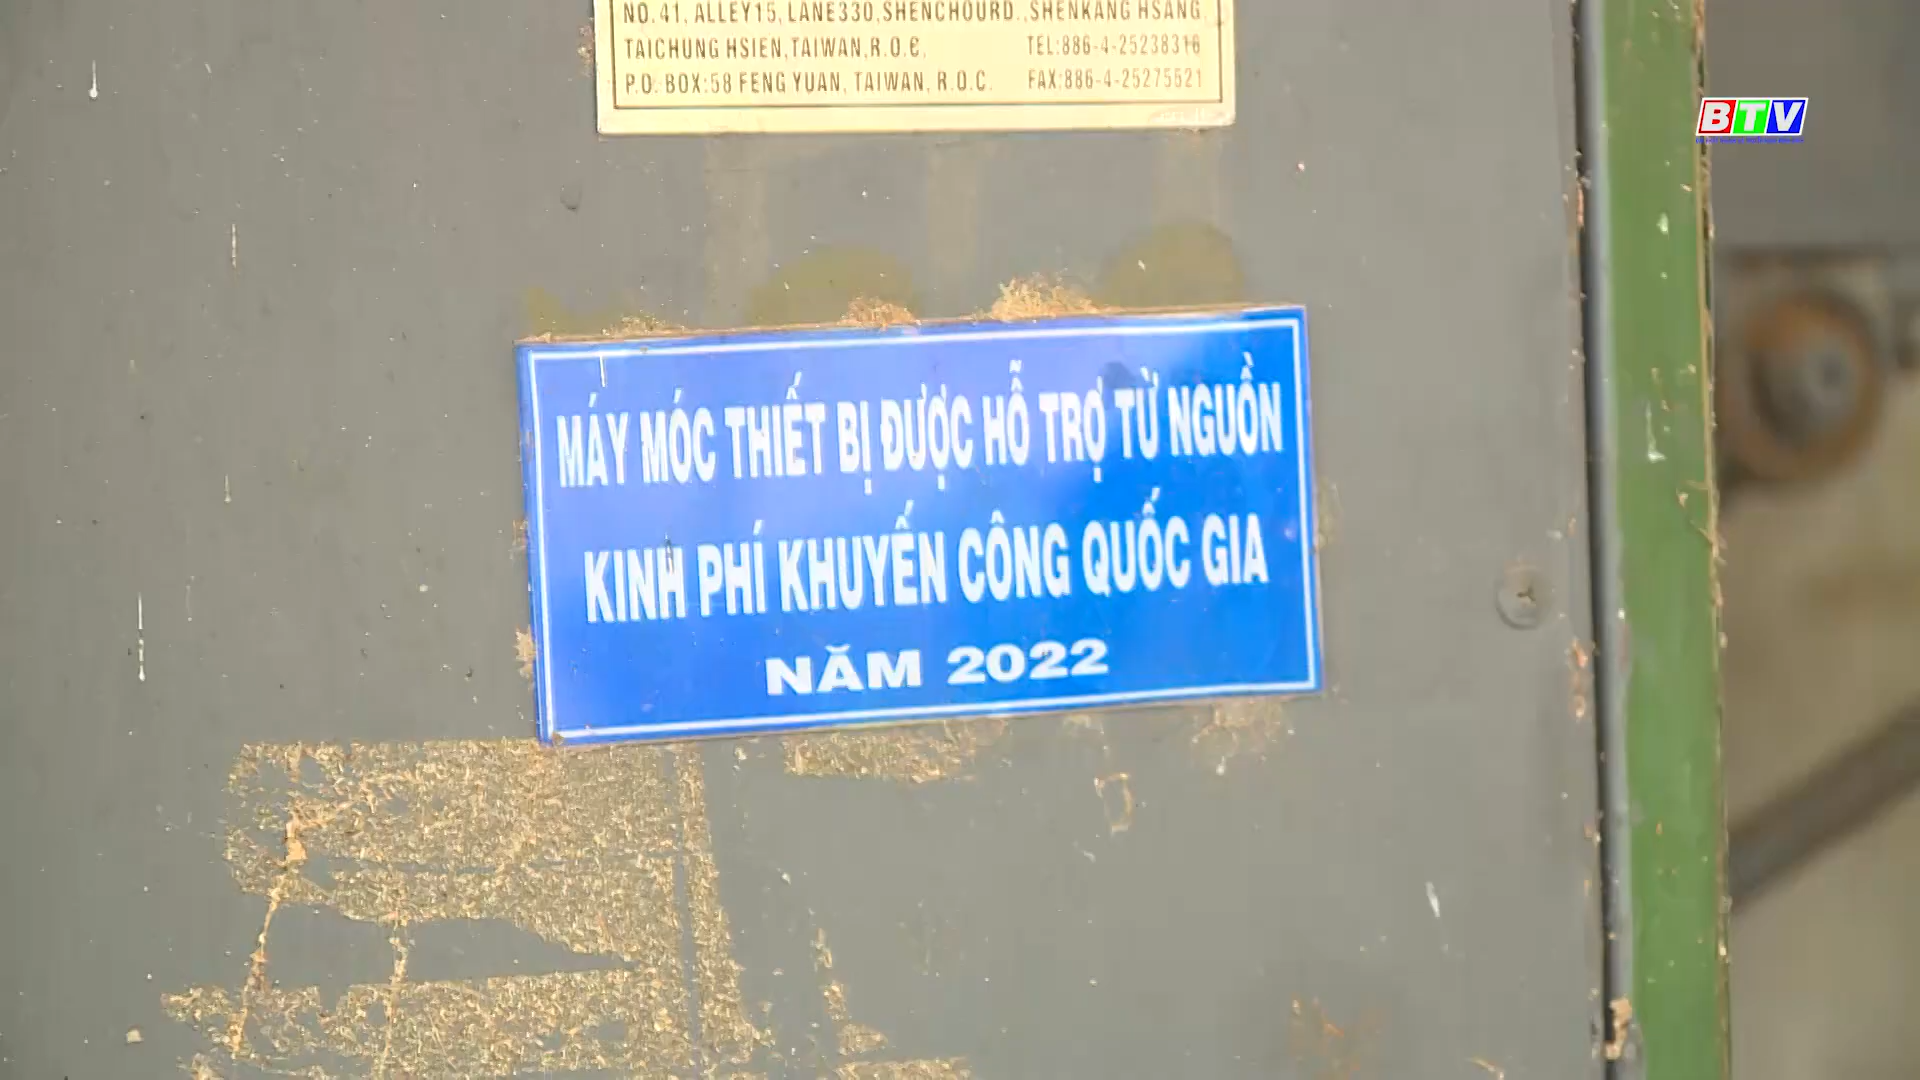 NO.41, ALLEY15, LANE330,SHENCHOURD.,SHENKANG HSANG,
TAICHUNG HSIEN,TAIWAN,R.O.C. TEL:886-4-25238316
P.O. BOX:58 FENG YUAN, TAIWAN, R.O.C. FAX:886-4-25275521
BTV
MÁY MÓC THIẾT BỊ ĐƯỢC HỖ TRỢ TỪ NGUỒN
KINH PHÍ KHUYẾN CÔNG QUỐC GIA
NĂM 2022